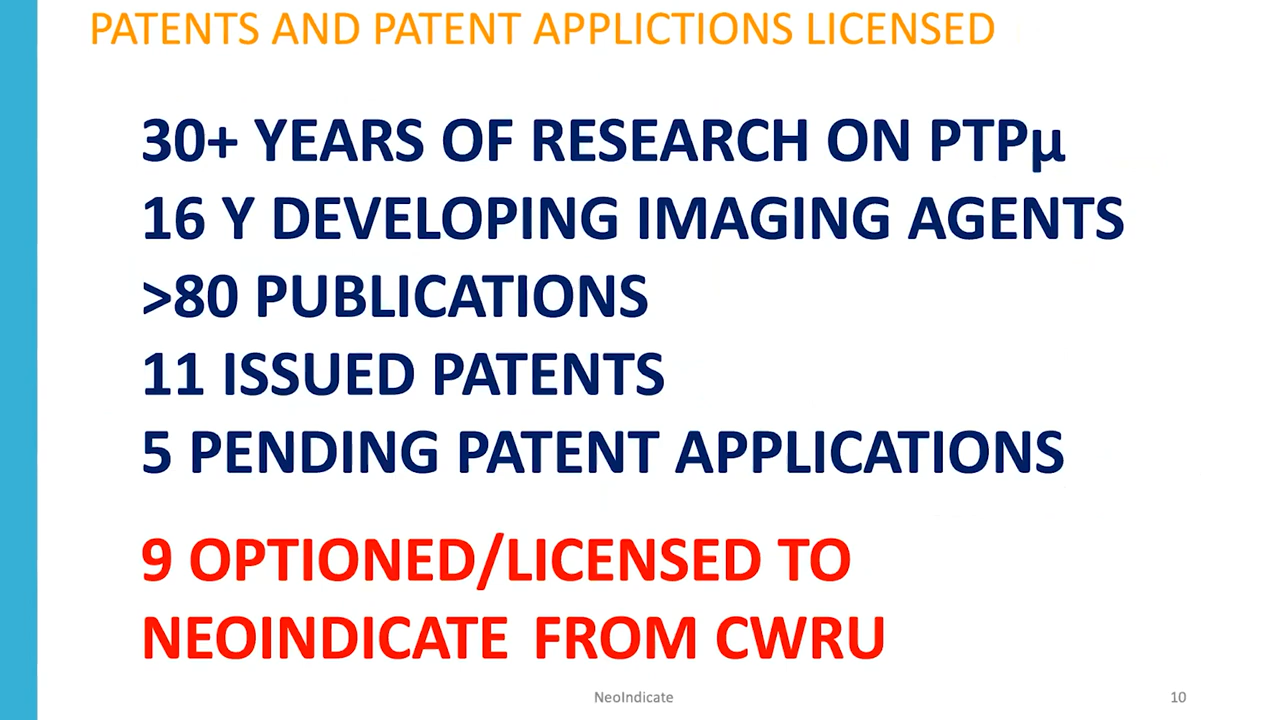 PATENTS AND PATENT APPLICTIONS LICENSED
30+ YEARS OF RESEARCH ON PTPµ
16 Y DEVELOPING IMAGING AGENTS
>80 PUBLICATIONS
11 ISSUED PATENTS
5 PENDING PATENT APPLICATIONS
9 OPTIONED/LICENSED TO
NEOINDICATE FROM CWRU
NeoIndicate
10